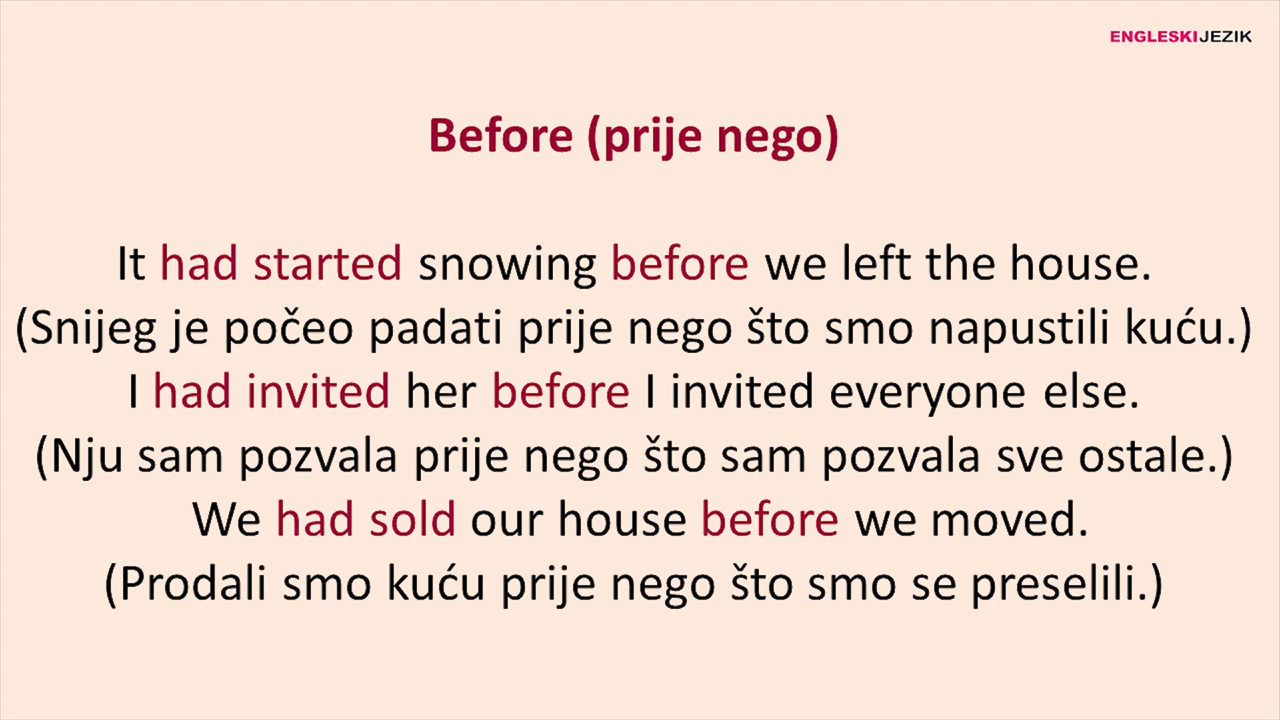 ENGLESKIJEZIK
Before (prije nego)
It had started snowing before we left the house.
(Snijeg je počeo padati prije nego što smo napustili kuću.)
I had invited her before I invited everyone else.
(Nju sam pozvala prije nego što sam pozvala sve ostale.)
We had sold our house before we moved.
(Prodali smo kuću prije nego što smo se preselili.)